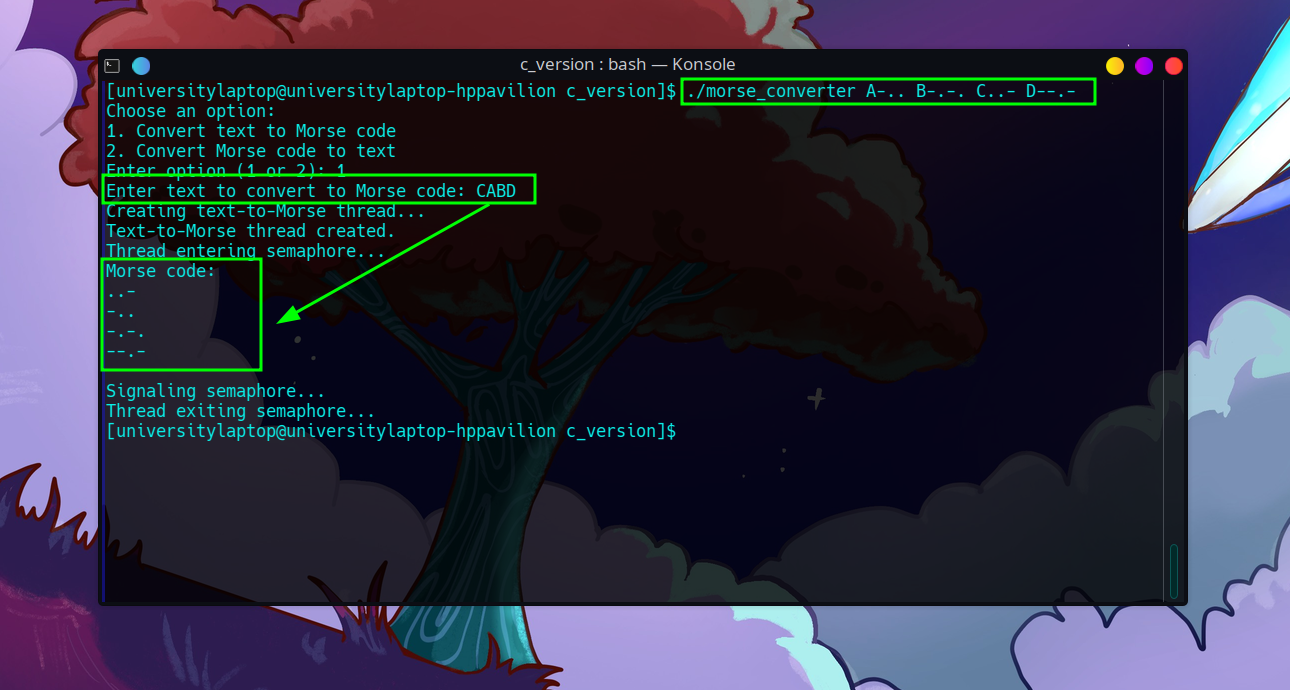 c_version : bash — Konsole
[universitylaptop@universitylaptop-hppavilion c_version]$ ./morse_converter A-.. B-.-. C..- D--.-
Choose an option:
1. Convert text to Morse code
2. Convert Morse code to text
Enter option (1 or 2): 1
Enter text to convert to Morse code: CABD
Creating text-to-Morse thread...
Text-to-Morse thread created.
Thread entering semaphore...
Morse code:
..-
-..
-.-.
--.-
Signaling semaphore...
Thread exiting semaphore...
[universitylaptop@universitylaptop-hppavilion c_version]$